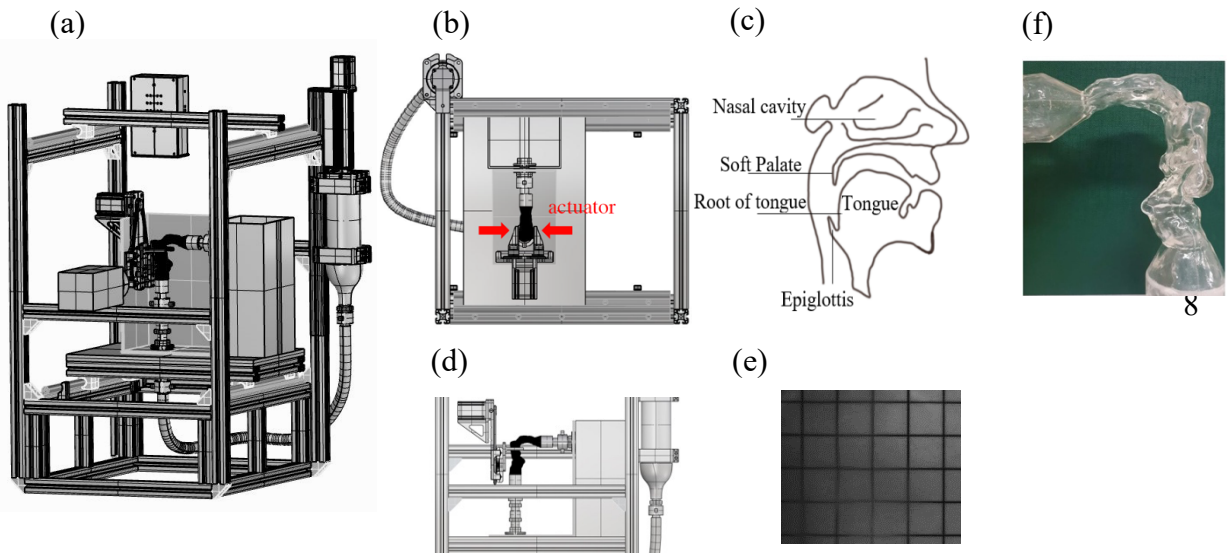 (a)
(b)
(c)
(f)
actuator
Nasal cavity
Soft Palate
Root of tongue
Tongue
Epiglottis
8
(d)
(e)